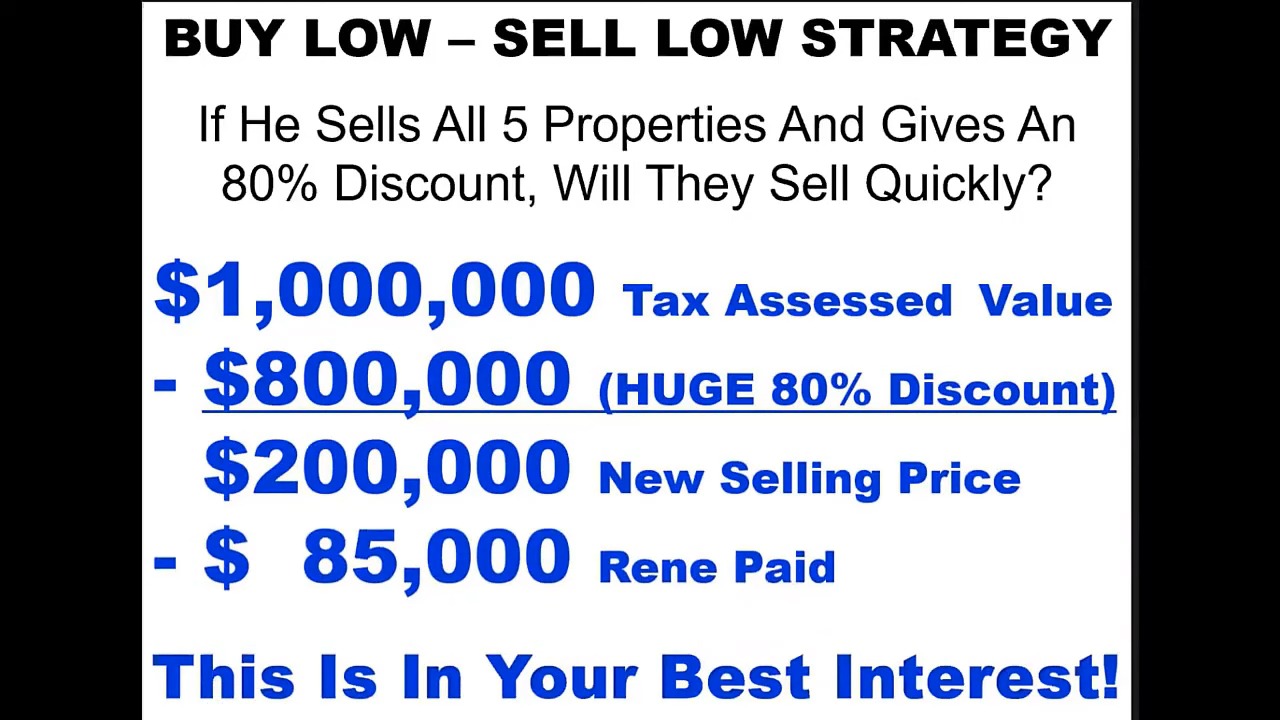 BUY LOW – SELL LOW STRATEGY
If He Sells All 5 Properties And Gives An
80% Discount, Will They Sell Quickly?
$1,000,000 Tax Assessed Value
- $800,000 (HUGE 80% Discount)
$200,000 New Selling Price
- $ 85,000 Rene Paid
This Is In Your Best Interest!